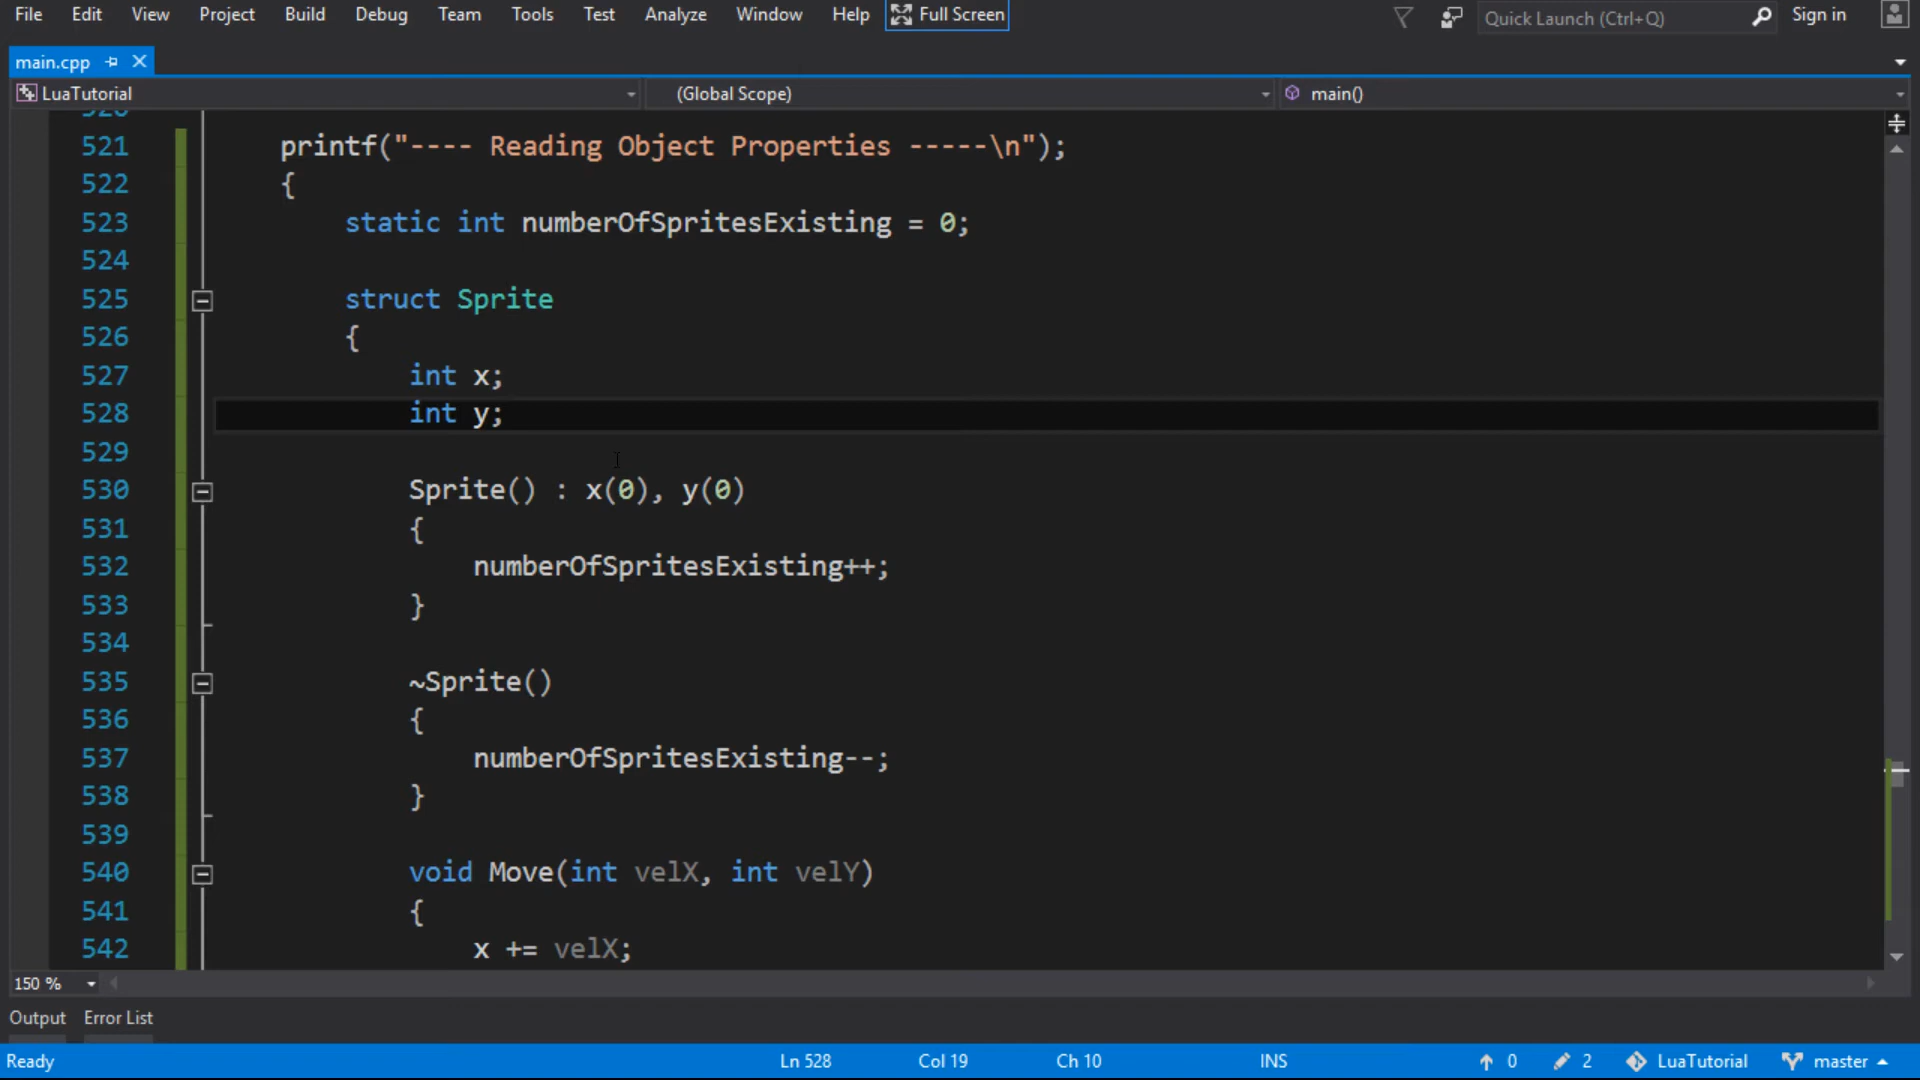 File Edit View Project Build Debug Team Tools Test Analyze Window Help Full Screen Quick Launch (Ctrl+Q) Sign in
main.cpp
LuaTutorial (Global Scope) main()
521 printf("---- Reading Object Properties -----\n");
522 {
523 static int numberOfSpritesExisting = 0;
524
525 struct Sprite
526 {
527 int x;
528 int y;
529
530 Sprite() : x(0), y(0)
531 {
532 numberOfSpritesExisting++;
533 }
534
535 ~Sprite()
536 {
537 numberOfSpritesExisting--;
538 }
539
540 void Move(int velX, int velY)
541 {
542 x += velX;
150 %
Output Error List
Ready Ln 528 Col 19 Ch 10 INS 0 2 LuaTutorial master